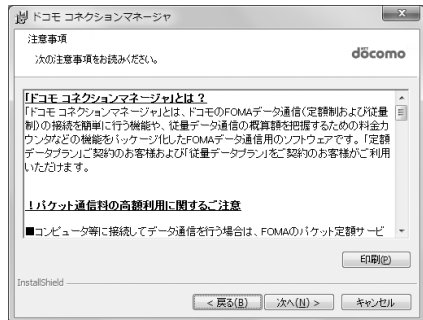 ドコモ コネクションマネージャ
注意事項
次の注意事項をお読みください。
döcomo
「ドコモ コネクションマネージャ」とは ?
「ドコモ コネクションマネージャ」とは、ドコモのFOMAデータ通信(定額制および従量
制)の接続を簡単に行う機能や、従量データ通信の概算額を把握するための料金カ
ウンタなどの機能をパッケージ化したFOMAデータ通信用のソフトウェアです。「定額
データプラン」ご契約のお客様および「従量データプラン」をご契約のお客様がご利用
いただけます。
！パケット通信料の高額利用に関するご注意
■コンピュータ等に接続してデータ通信を行う場合は、FOMAのパケット定額サービ
印刷(P)
InstallShield
< 戻る(B)
次へ(N) >
キャンセル